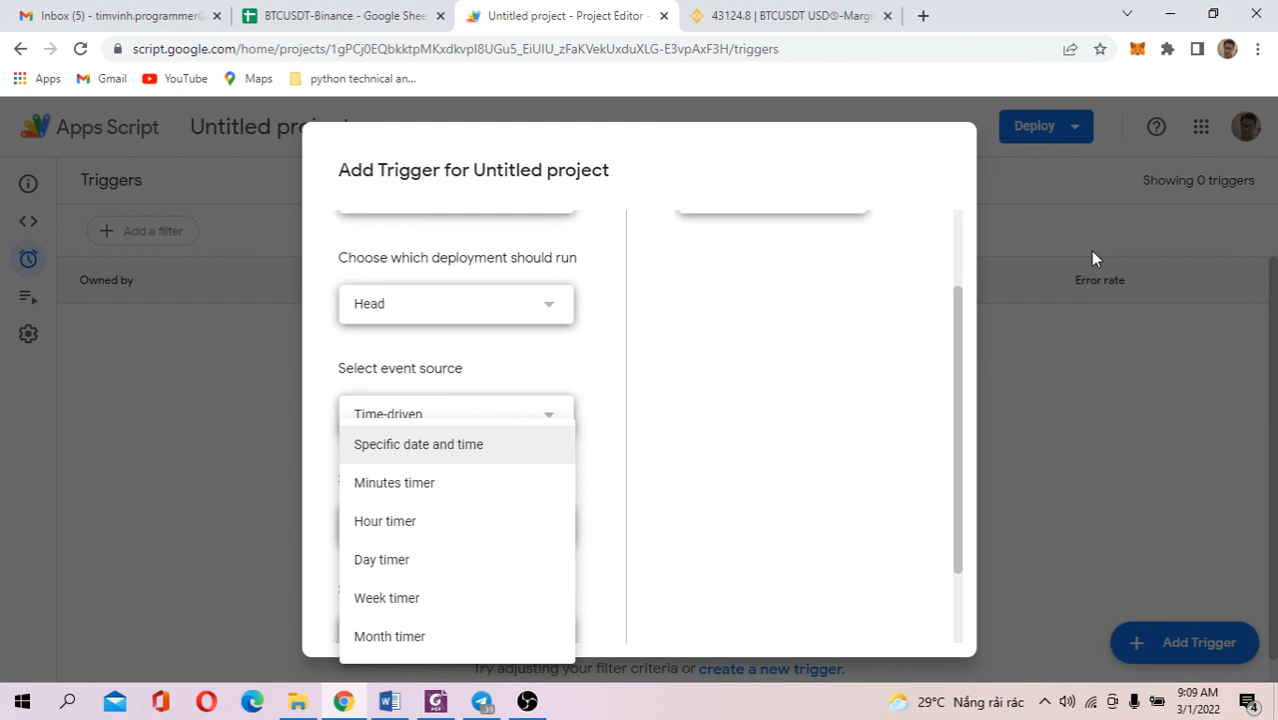 Inbox (15) - timvinh.programmer@
BTCUSDT-Binance - Google Shee
Untitled project - Project Editor -
43124.8 | BTCUSDT USDⓈ-Margi
script.google.com/home/projects/1gPCj0EQbkktpMKxdkvpI8UGu5_EiUIU_zFaKVekUxduXLG-E3vpAxF3H/triggers
Apps
Gmail
YouTube
Maps
python technical an...
Apps Script
Untitled proj
Deploy
Add Trigger for Untitled project
Triggers
Showing 0 triggers
Add a filter
Choose which deployment should run
Owned by
Error rate
Head
Select event source
Time-driven
Specific date and time
Minutes timer
Hour timer
Day timer
Week timer
Month timer
Add Trigger
Try adjusting your filter criteria or create a new trigger.
39
29°C Nắng rải rác
9:09 AM
3/1/2022
4